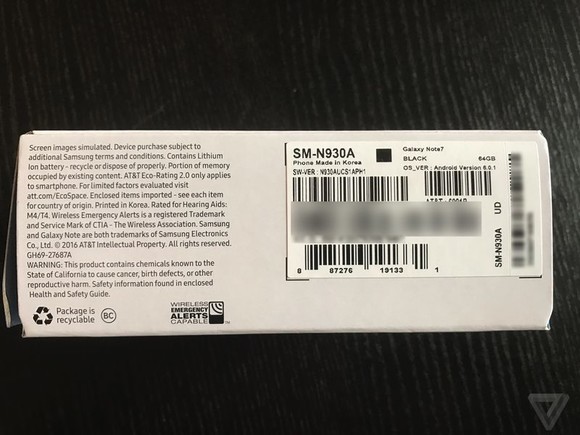 Screen images simulated. Device purchase subject to
additional Samsung terms and conditions. Contains Lithium
Ion battery - recycle or dispose of properly. Portion of memory
occupied by existing content. AT&T Eco-Rating 2.0 only applies
to smartphone. For limited factors evaluated visit
att.com/EcoSpace. Enclosed items imported - see each item
for country of origin. Printed in Korea. Rated for Hearing Aids:
M4/T4. Wireless Emergency Alerts is a registered Trademark
and Service Mark of CTIA - The Wireless Association. Samsung
and Galaxy Note are both trademarks of Samsung Electronics
Co., Ltd. © 2016 AT&T Intellectual Property. All rights reserved.
GH69-27687A
WARNING: This product contains chemicals known to the
State of California to cause cancer, birth defects, or other
reproductive harm. Safety information found in enclosed
Health and Safety Guide.
Package is
recyclable
BC
WIRELESS
EMERGENCY
ALERTS
CAPABLE
TM
SM-N930A
Phone Made in Korea
Galaxy Note7
BLACK 64GB
SW-VER : N930AUCS1APH1
OS_VER : Android Version 6.0.1
8 87276 19133 1
SM-N930A UD